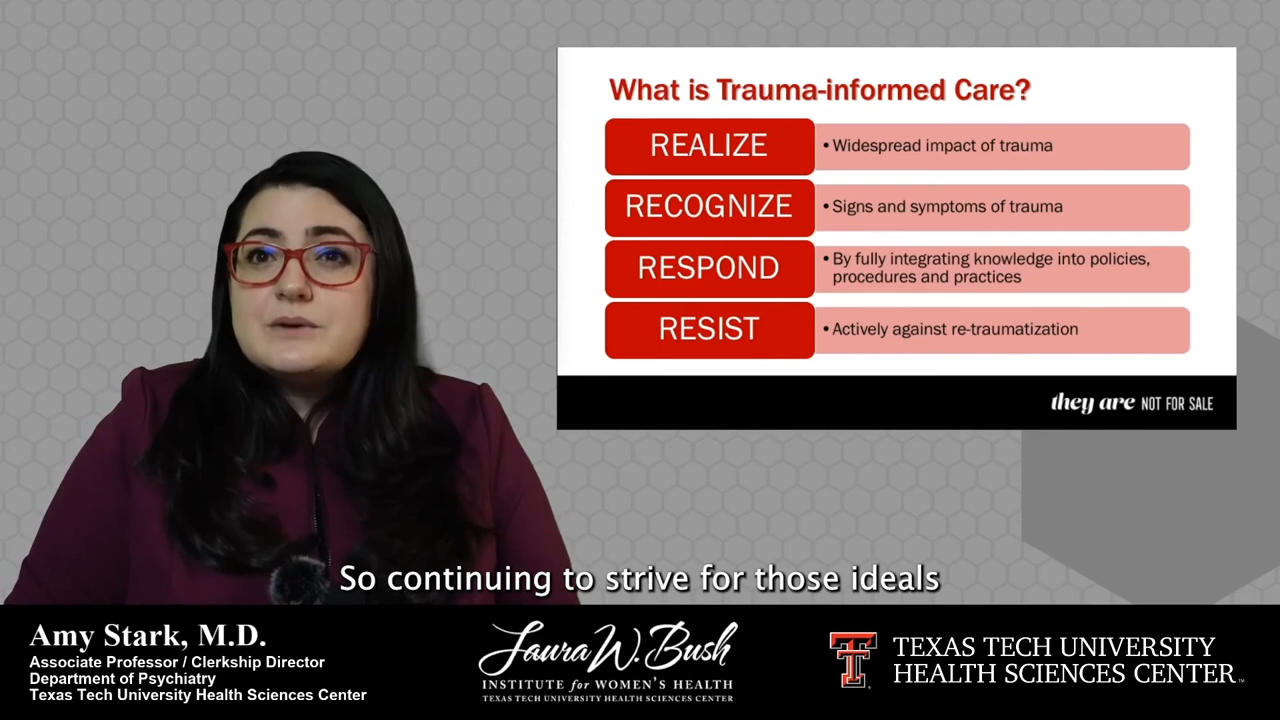 What is Trauma-informed Care?
REALIZE
• Widespread impact of trauma
RECOGNIZE
• Signs and symptoms of trauma
RESPOND
• By fully integrating knowledge into policies,
procedures and practices
RESIST
• Actively against re-traumatization
they are NOT FOR SALE
So continuing to strive for those ideals
Amy Stark, M.D.
Associate Professor / Clerkship Director
Department of Psychiatry
Texas Tech University Health Sciences Center
Laura W. Bush
INSTITUTE for WOMEN'S HEALTH
TEXAS TECH UNIVERSITY HEALTH SCIENCES CENTER
TEXAS TECH UNIVERSITY
HEALTH SCIENCES CENTER™